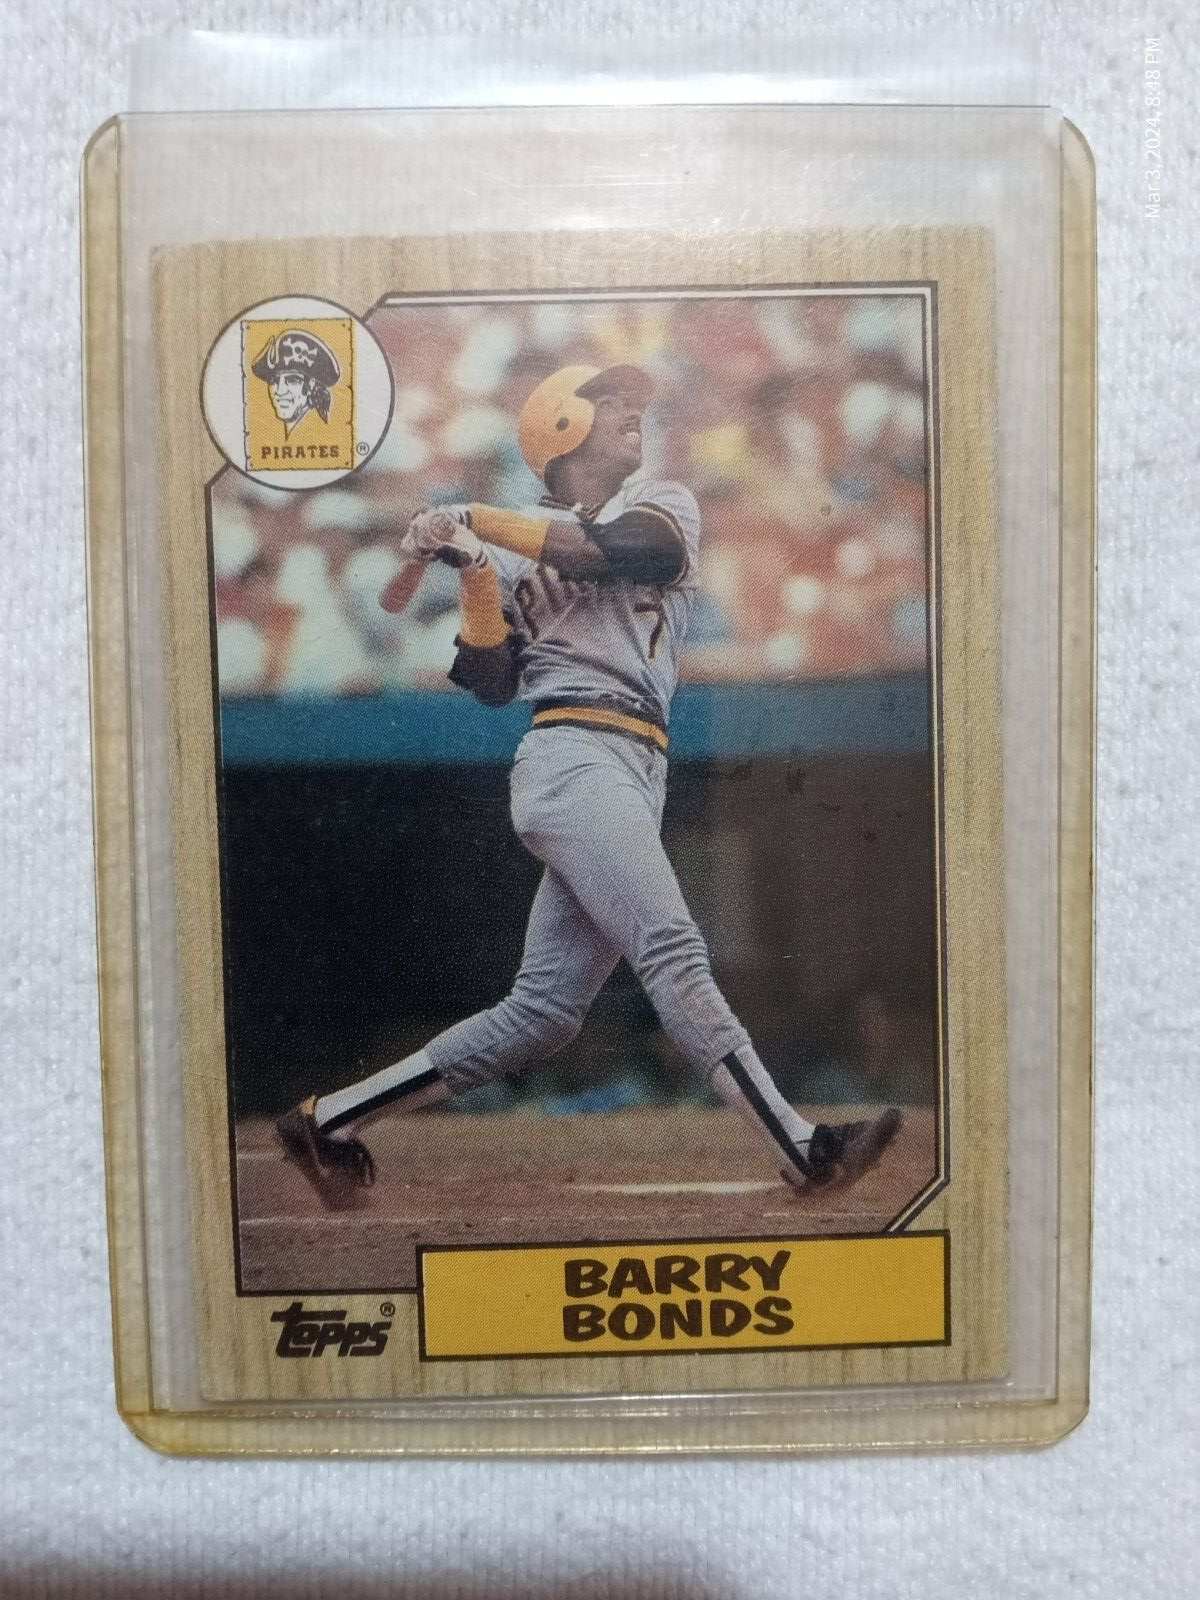 Mar 3, 2024, 8:48 PM
PIRATES®
BARRY
BONDS
topps®